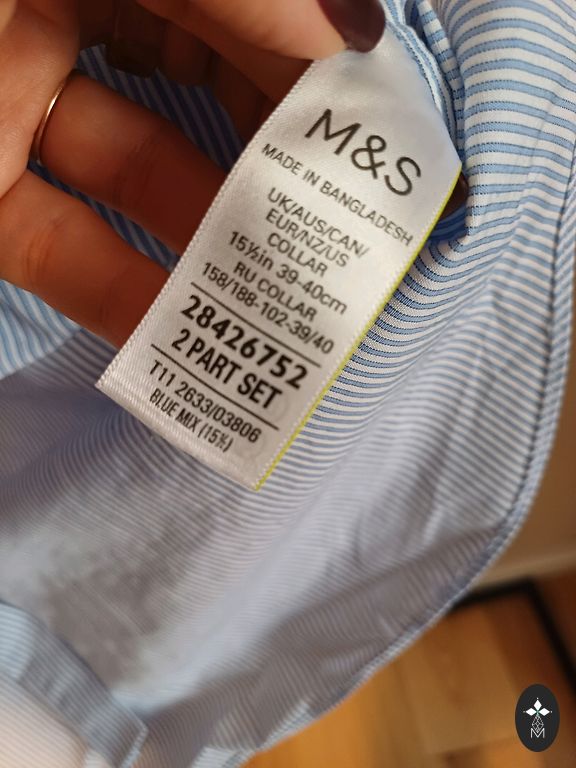 M&S
MADE IN BANGLADESH
UK/AUS/CAN/
EUR/NZ/US
COLLAR
15½in 39-40cm
RU COLLAR
158/188-102-39/40
28426752
2 PART SET
T11 2633/03806
BLUE MIX (15½)
M